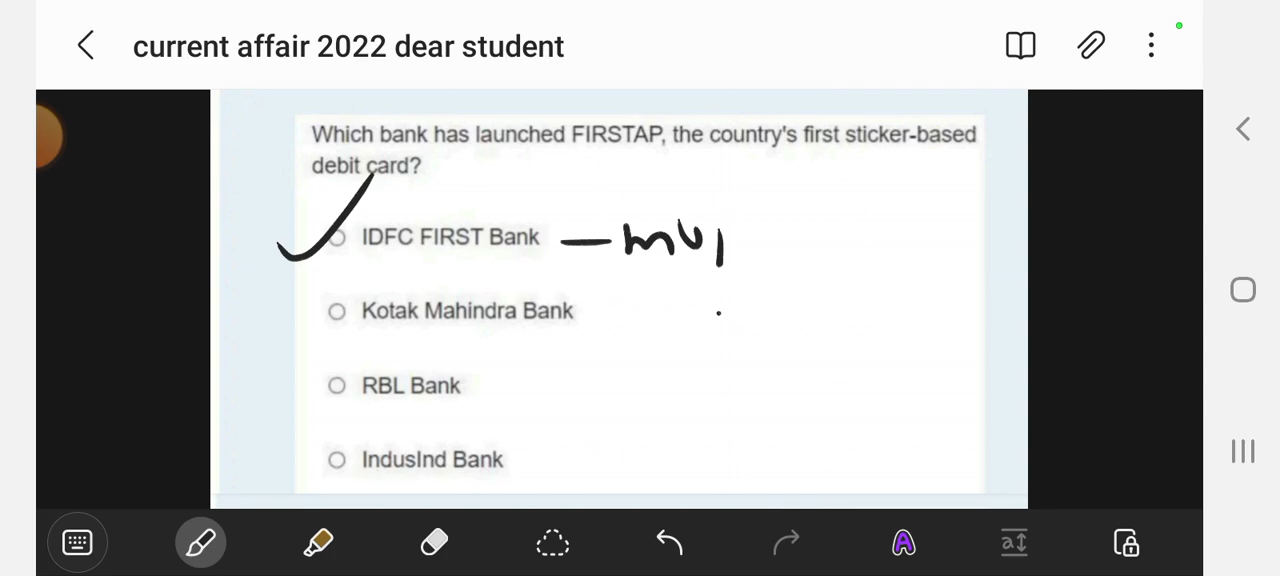 current affair 2022 dear student
Which bank has launched FIRSTAP, the country's first sticker-based
debit card?
IDFC FIRST Bank — mu
Kotak Mahindra Bank
RBL Bank
IndusInd Bank